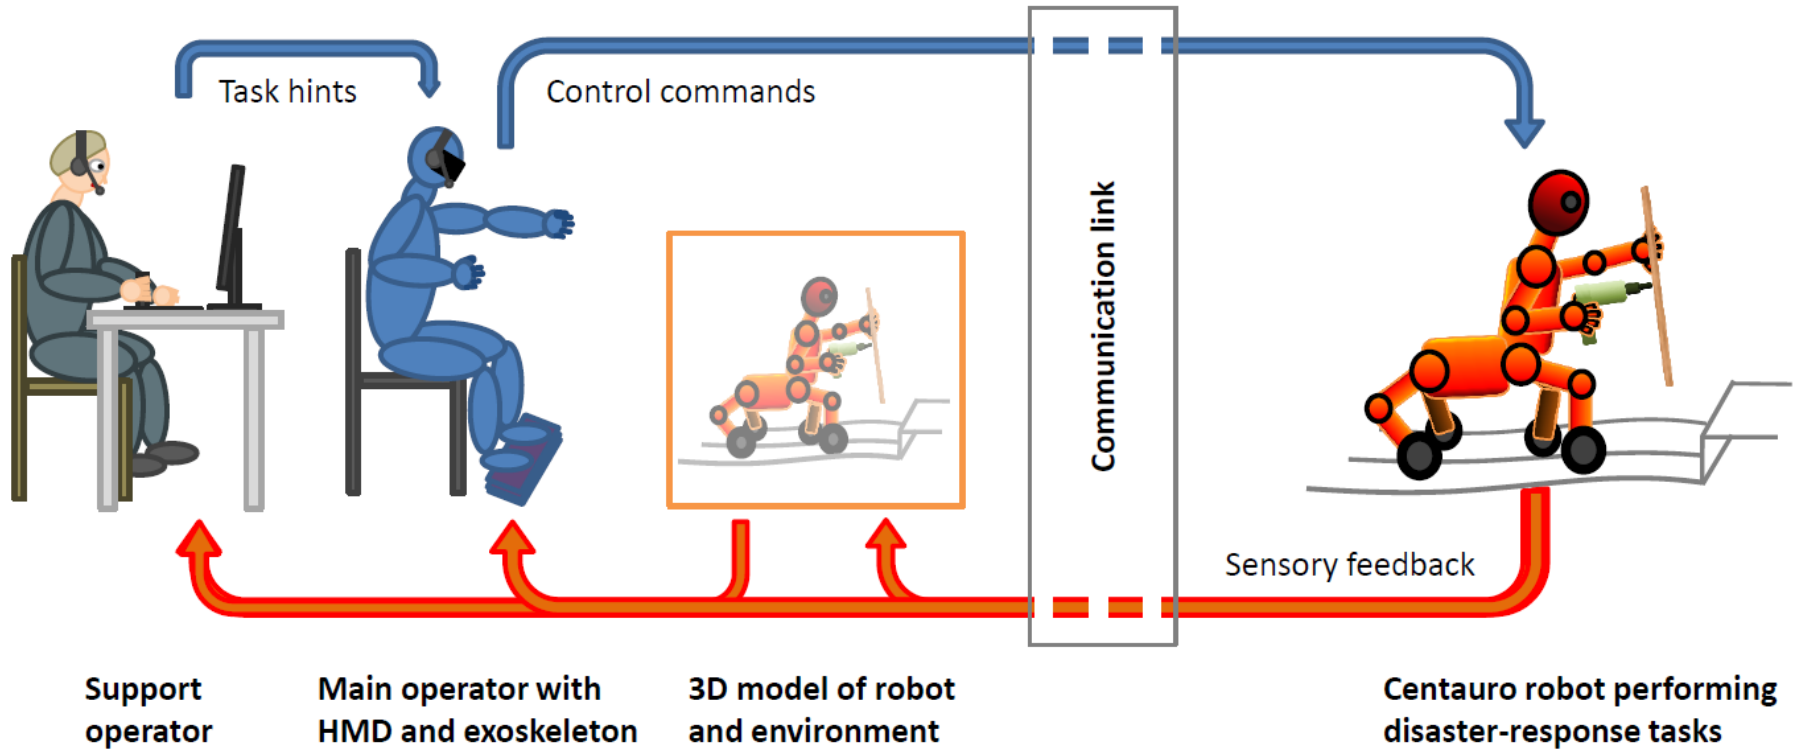 Task hints
Control commands
Communication link
Sensory feedback
Support
operator
Main operator with
HMD and exoskeleton
3D model of robot
and environment
Centauro robot performing
disaster-response tasks